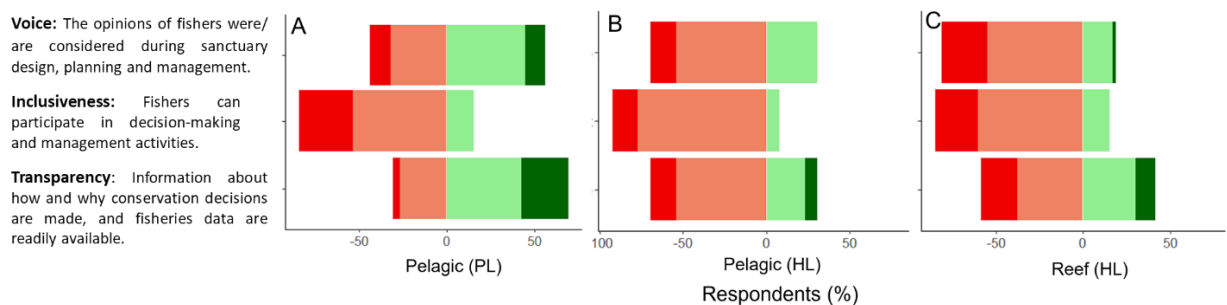 Voice: The opinions of fishers were/
are considered during sanctuary
design, planning and management.
Inclusiveness: Fishers can
participate in decision-making
and management activities.
Transparency: Information about
how and why conservation decisions
are made, and fisheries data are
readily available.
A
B
C
-50 0 50
100 -50 0 50
-50 0 50
Pelagic (PL)
Pelagic (HL)
Reef (HL)
Respondents (%)